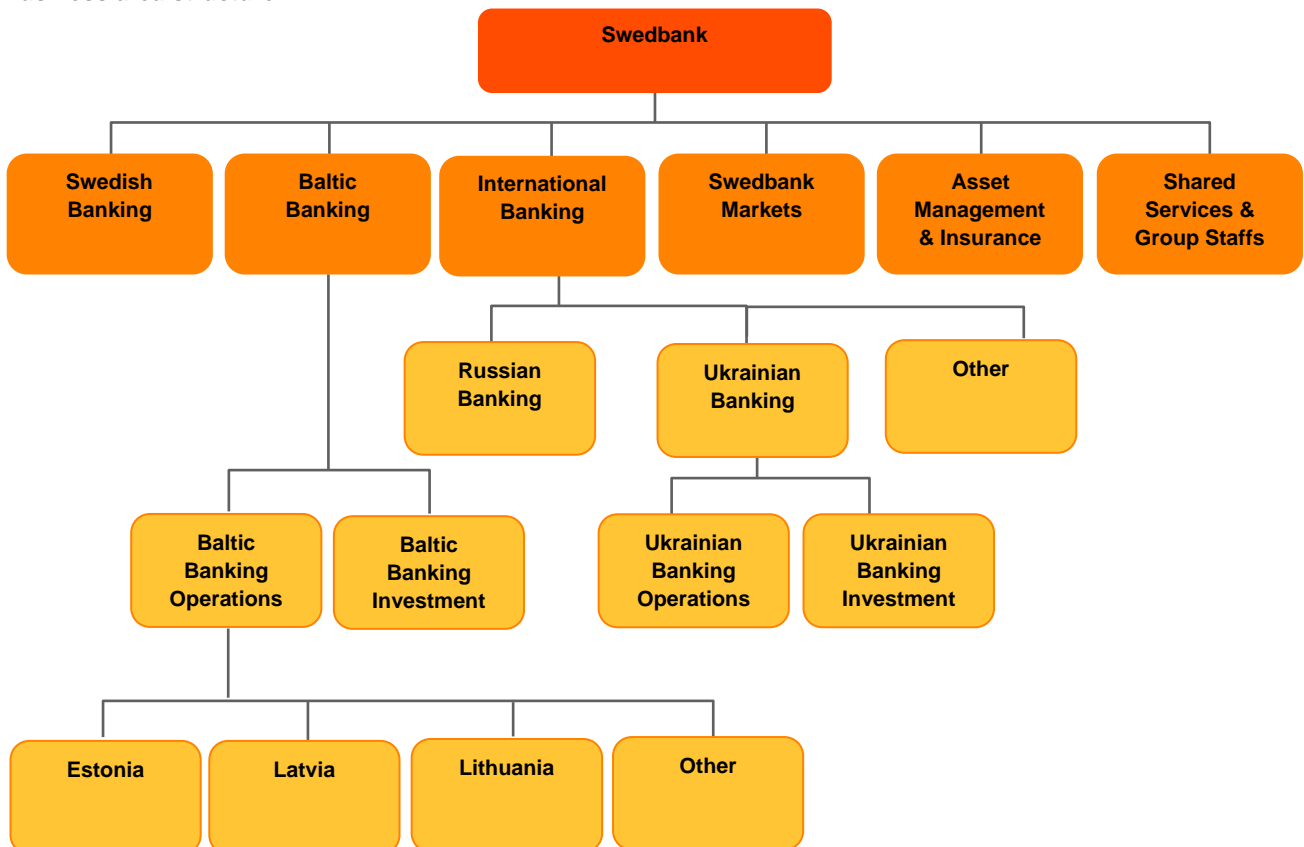 Swedbank
Swedish
Banking
Baltic
Banking
International
Banking
Swedbank
Markets
Asset
Management
& Insurance
Shared
Services &
Group Staffs
Russian
Banking
Ukrainian
Banking
Other
Baltic
Banking
Operations
Baltic
Banking
Investment
Ukrainian
Banking
Operations
Ukrainian
Banking
Investment
Estonia
Latvia
Lithuania
Other